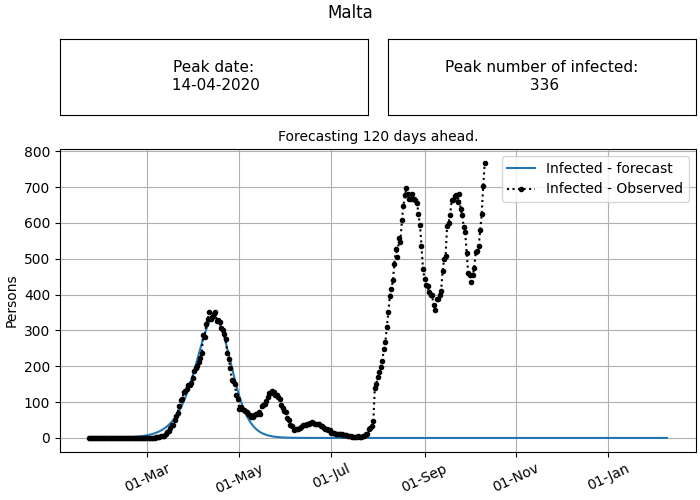 Malta
Peak date:
14-04-2020
Peak number of infected:
336
Forecasting 120 days ahead.
800
700
600
500
400
300
200
100
0
Persons
Infected - forecast
Infected - Observed
01-Mar
01-May
01-Jul
01-Sep
01-Nov
01-Jan